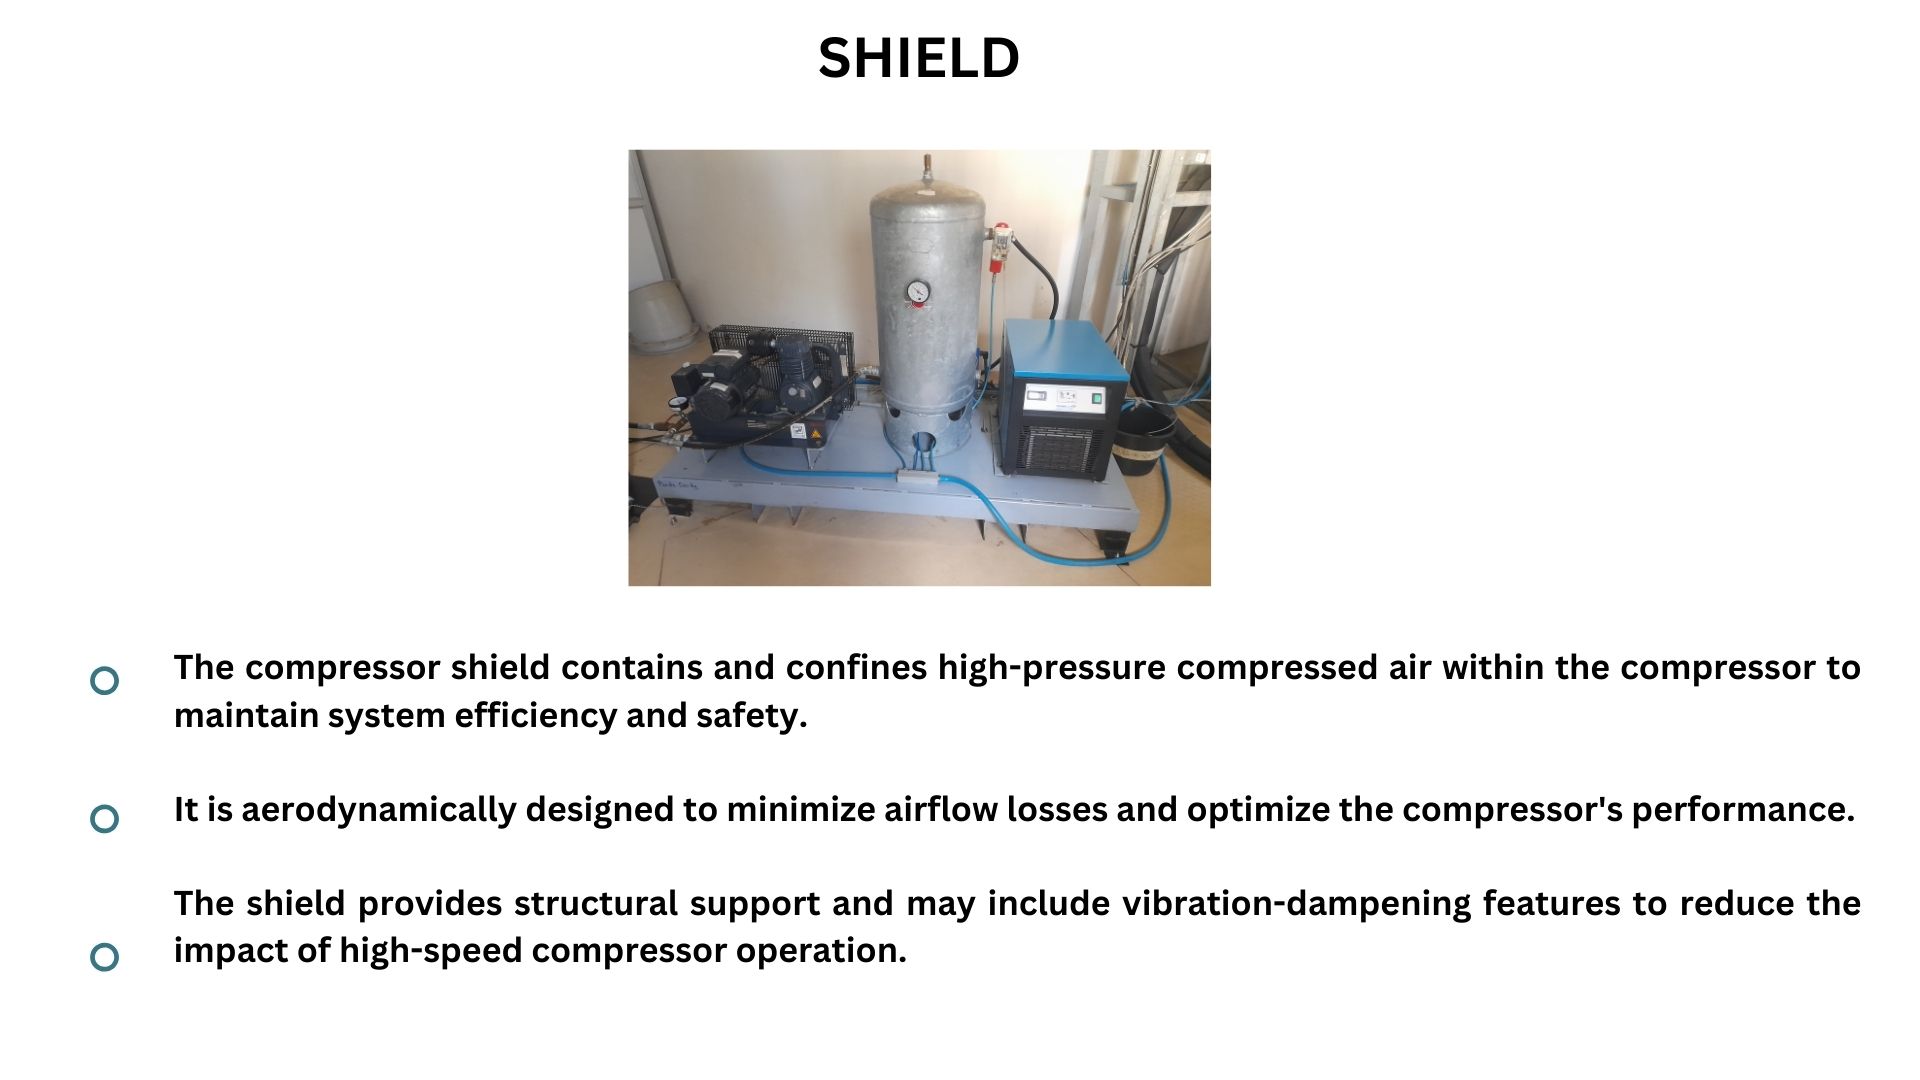 SHIELD
The compressor shield contains and confines high-pressure compressed air within the compressor to
maintain system efficiency and safety.
It is aerodynamically designed to minimize airflow losses and optimize the compressor's performance.
The shield provides structural support and may include vibration-dampening features to reduce the
impact of high-speed compressor operation.